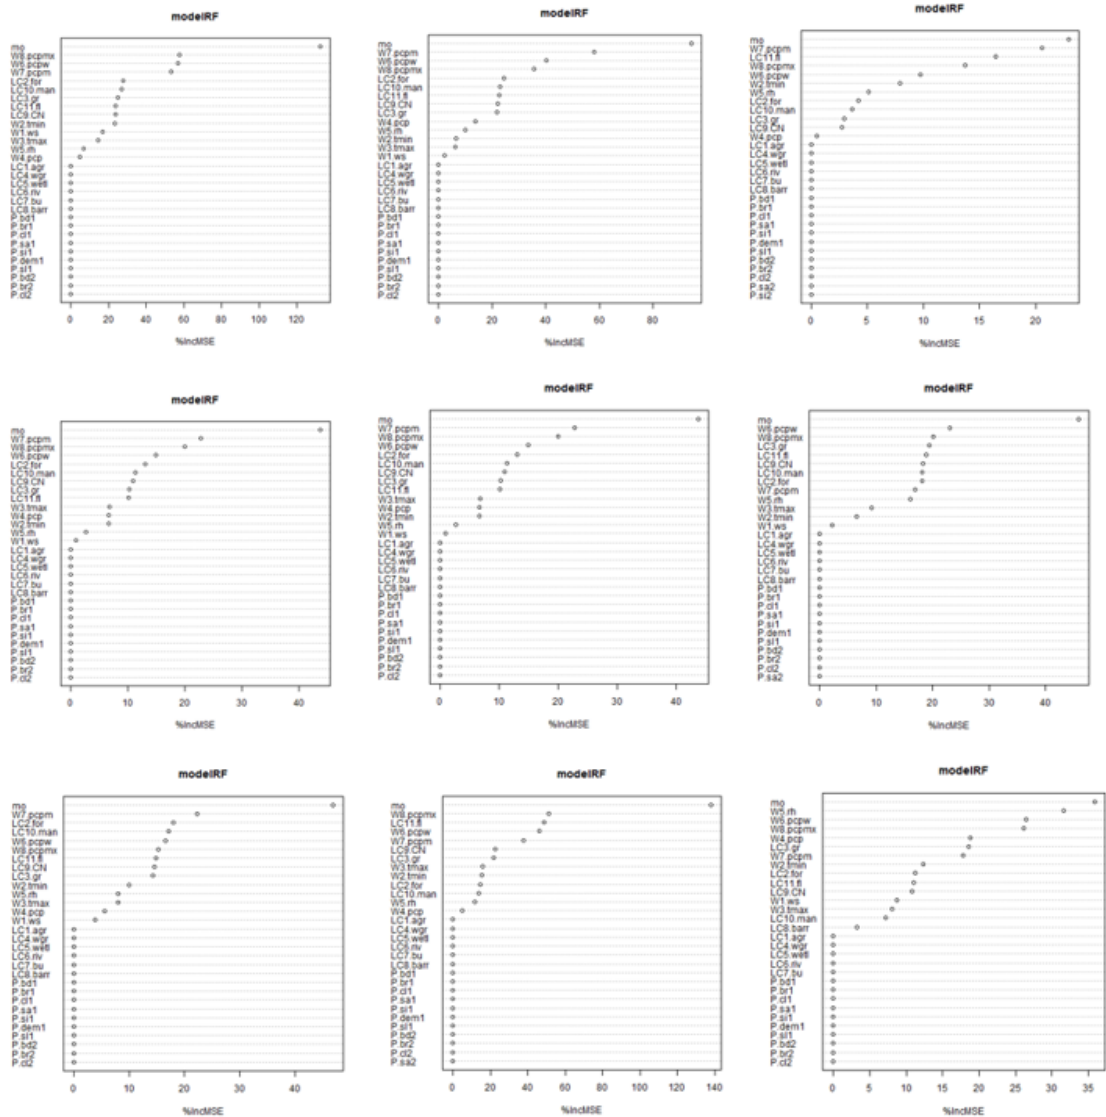 modelRF
mo
W8.pcpmx
W6.pcpw
W7.pcpm
LC2.for
LC10.man
LC3.gr
LC11.fl
LC9.CN
W2.tmin
W1.ws
W3.tmax
W5.rh
W4.pcp
LC1.agr
LC4.wgr
LC5.wetl
LC6.riv
LC7.bu
LC8.barr
P.bd1
P.br1
P.cl1
P.sa1
P.si1
P.dem1
P.sl1
P.bd2
P.br2
P.cl2
0 20 40 60 80 100 120
%IncMSE
modelRF
mo
W7.pcpm
W6.pcpw
W8.pcpmx
LC2.for
LC10.man
LC11.fl
LC9.CN
LC3.gr
W4.pcp
W5.rh
W2.tmin
W3.tmax
W1.ws
LC1.agr
LC4.wgr
LC5.wetl
LC6.riv
LC7.bu
LC8.barr
P.bd1
P.br1
P.cl1
P.sa1
P.si1
P.dem1
P.sl1
P.bd2
P.br2
P.cl2
0 20 40 60 80
%IncMSE
modelRF
mo
W7.pcpm
LC11.fl
W8.pcpmx
W6.pcpw
W2.tmin
W5.rh
LC2.for
LC10.man
LC3.gr
LC9.CN
W4.pcp
LC1.agr
LC4.wgr
LC5.wetl
LC6.riv
LC7.bu
LC8.barr
P.bd1
P.br1
P.cl1
P.sa1
P.si1
P.dem1
P.sl1
P.bd2
P.br2
P.cl2
P.sa2
P.si2
0 5 10 15 20
%IncMSE
modelRF
mo
W7.pcpm
W8.pcpmx
W6.pcpw
LC2.for
LC10.man
LC9.CN
LC3.gr
LC11.fl
W3.tmax
W4.pcp
W2.tmin
W5.rh
W1.ws
LC1.agr
LC4.wgr
LC5.wetl
LC6.riv
LC7.bu
LC8.barr
P.bd1
P.br1
P.cl1
P.sa1
P.si1
P.dem1
P.sl1
P.bd2
P.br2
P.cl2
0 10 20 30 40
%IncMSE
modelRF
mo
W7.pcpm
W8.pcpmx
W6.pcpw
LC2.for
LC10.man
LC9.CN
LC3.gr
LC11.fl
W3.tmax
W4.pcp
W2.tmin
W5.rh
W1.ws
LC1.agr
LC4.wgr
LC5.wetl
LC6.riv
LC7.bu
LC8.barr
P.bd1
P.br1
P.cl1
P.sa1
P.si1
P.dem1
P.sl1
P.bd2
P.br2
P.cl2
0 10 20 30 40
%IncMSE
modelRF
mo
W6.pcpw
W8.pcpmx
LC3.gr
LC11.fl
LC9.CN
LC10.man
LC2.for
W7.pcpm
W5.rh
W3.tmax
W2.tmin
W1.ws
LC1.agr
LC4.wgr
LC5.wetl
LC6.riv
LC7.bu
LC8.barr
P.bd1
P.br1
P.cl1
P.sa1
P.si1
P.dem1
P.sl1
P.bd2
P.br2
P.cl2
P.sa2
0 10 20 30 40
%IncMSE
modelRF
mo
W7.pcpm
LC2.for
LC10.man
W6.pcpw
W8.pcpmx
LC11.fl
LC9.CN
LC3.gr
W2.tmin
W5.rh
W3.tmax
W4.pcp
W1.ws
LC1.agr
LC4.wgr
LC5.wetl
LC6.riv
LC7.bu
LC8.barr
P.bd1
P.br1
P.cl1
P.sa1
P.si1
P.dem1
P.sl1
P.bd2
P.br2
P.cl2
0 10 20 30 40
%IncMSE
modelRF
mo
W8.pcpmx
LC11.fl
W6.pcpw
W7.pcpm
LC9.CN
LC3.gr
W3.tmax
W2.tmin
LC2.for
LC10.man
W5.rh
W4.pcp
LC1.agr
LC4.wgr
LC5.wetl
LC6.riv
LC7.bu
LC8.barr
P.bd1
P.br1
P.cl1
P.sa1
P.si1
P.dem1
P.sl1
P.bd2
P.br2
P.cl2
P.sa2
0 20 40 60 80 100 120 140
%IncMSE
modelRF
mo
W5.rh
W6.pcpw
W8.pcpmx
W4.pcp
LC3.gr
W7.pcpm
W2.tmin
LC2.for
LC11.fl
LC9.CN
W1.ws
W3.tmax
LC10.man
LC8.barr
LC1.agr
LC4.wgr
LC5.wetl
LC6.riv
LC7.bu
P.bd1
P.br1
P.cl1
P.sa1
P.si1
P.dem1
P.sl1
P.bd2
P.br2
P.cl2
0 5 10 15 20 25 30 35
%IncMSE